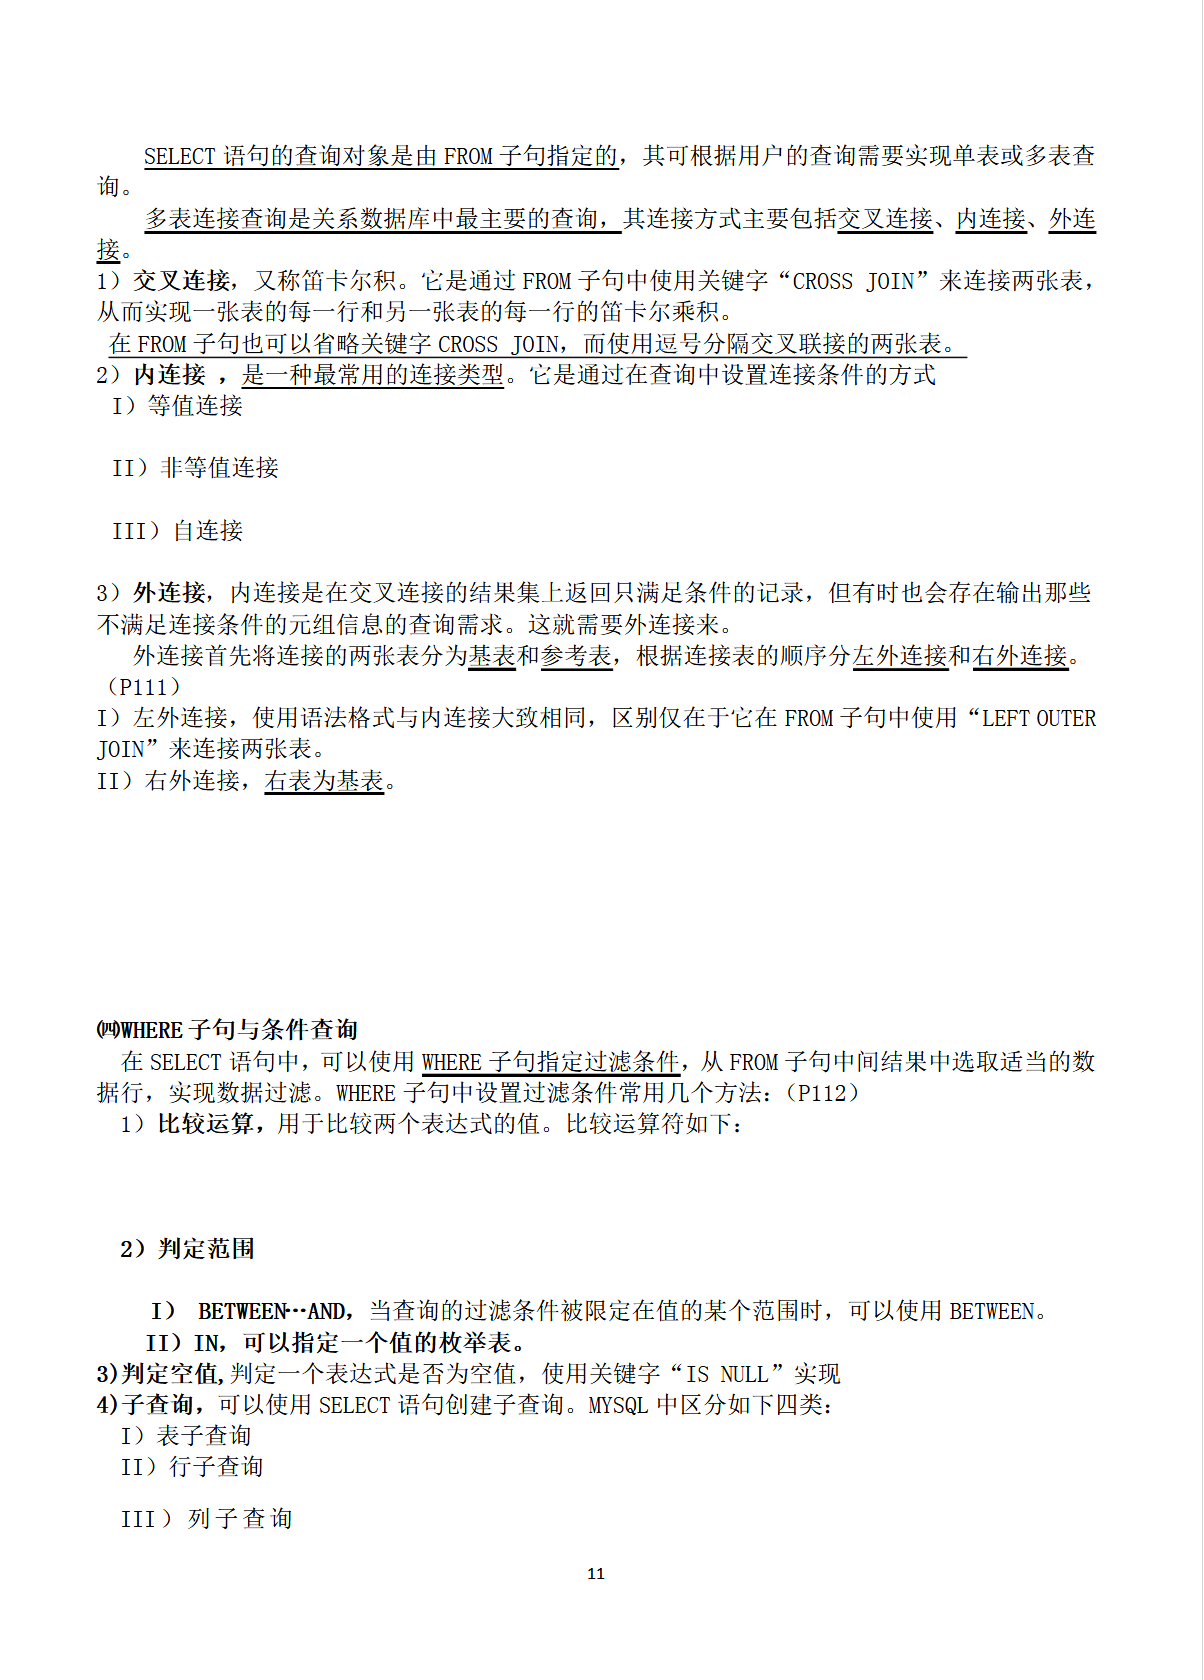 SELECT 语句的查询对象是由 FROM 子句指定的，其可根据用户的查询需要实现单表或多表查
询。
多表连接查询是关系数据库中最主要的查询，其连接方式主要包括交叉连接、内连接、外连
接。
1）交叉连接，又称笛卡尔积。它是通过 FROM 子句中使用关键字“CROSS JOIN”来连接两张表，
从而实现一张表的每一行和另一张表的每一行的笛卡尔乘积。
在 FROM 子句也可以省略关键字 CROSS JOIN，而使用逗号分隔交叉联接的两张表。
2）内连接 ，是一种最常用的连接类型。它是通过在查询中设置连接条件的方式
I）等值连接
II）非等值连接
III）自连接
3）外连接，内连接是在交叉连接的结果集上返回只满足条件的记录，但有时也会存在输出那些
不满足连接条件的元组信息的查询需求。这就需要外连接来。
外连接首先将连接的两张表分为基表和参考表，根据连接表的顺序分左外连接和右外连接。
（P111）
I）左外连接，使用语法格式与内连接大致相同，区别仅在于它在 FROM 子句中使用“LEFT OUTER
JOIN”来连接两张表。
II）右外连接，右表为基表。
㈣WHERE 子句与条件查询
在 SELECT 语句中，可以使用 WHERE 子句指定过滤条件，从 FROM 子句中间结果中选取适当的数
据行，实现数据过滤。WHERE 子句中设置过滤条件常用几个方法：（P112）
1）比较运算，用于比较两个表达式的值。比较运算符如下：
2）判定范围
I） BETWEEN…AND，当查询的过滤条件被限定在值的某个范围时，可以使用 BETWEEN。
II）IN，可以指定一个值的枚举表。
3)判定空值,判定一个表达式是否为空值，使用关键字“IS NULL”实现
4)子查询，可以使用 SELECT 语句创建子查询。MYSQL 中区分如下四类：
I）表子查询
II）行子查询
III）列子查询
11